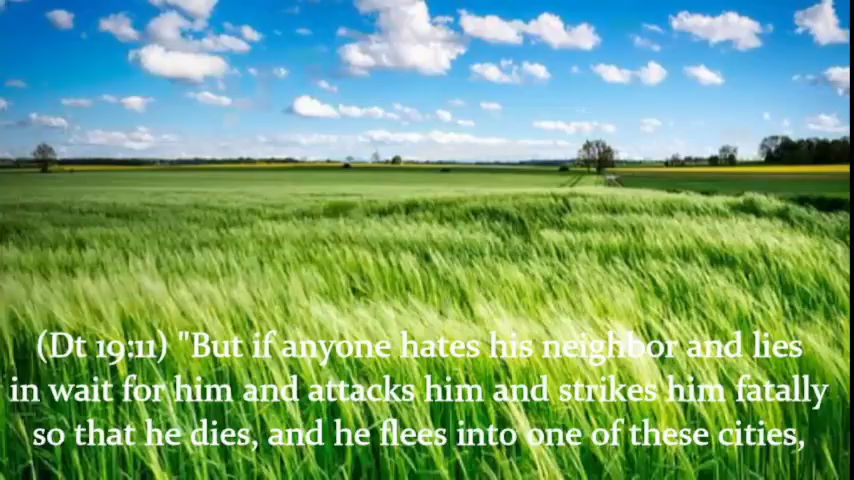 (Dt 19:11) "But if anyone hates his neighbor and lies
in wait for him and attacks him and strikes him fatally
so that he dies, and he flees into one of these cities,